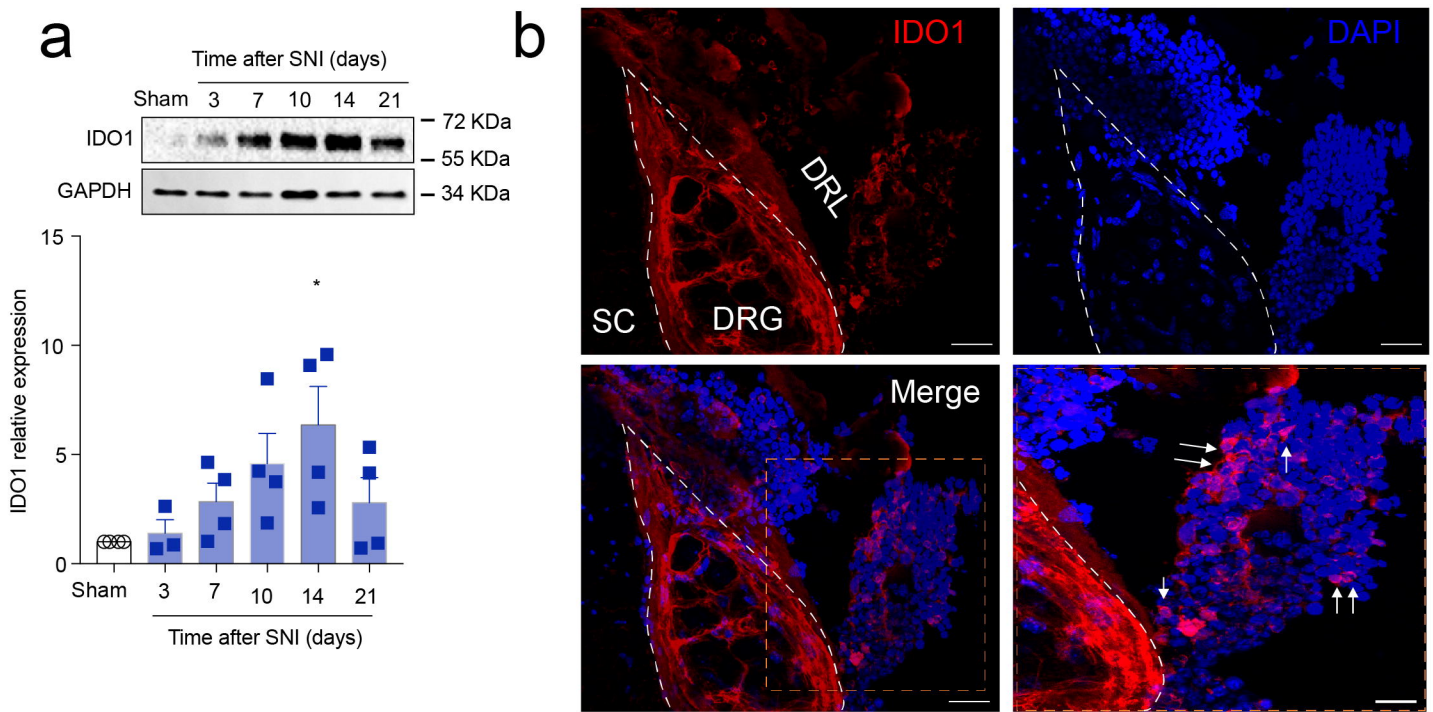 a
Time after SNI (days)
Sham 3 7 10 14 21
IDO1
72 KDa
55 KDa
GAPDH
34 KDa
IDO1 relative expression
15
10
5
0
*
Sham 3 7 10 14 21
Time after SNI (days)
b
IDO1
DRL
SC
DRG
DAPI
Merge